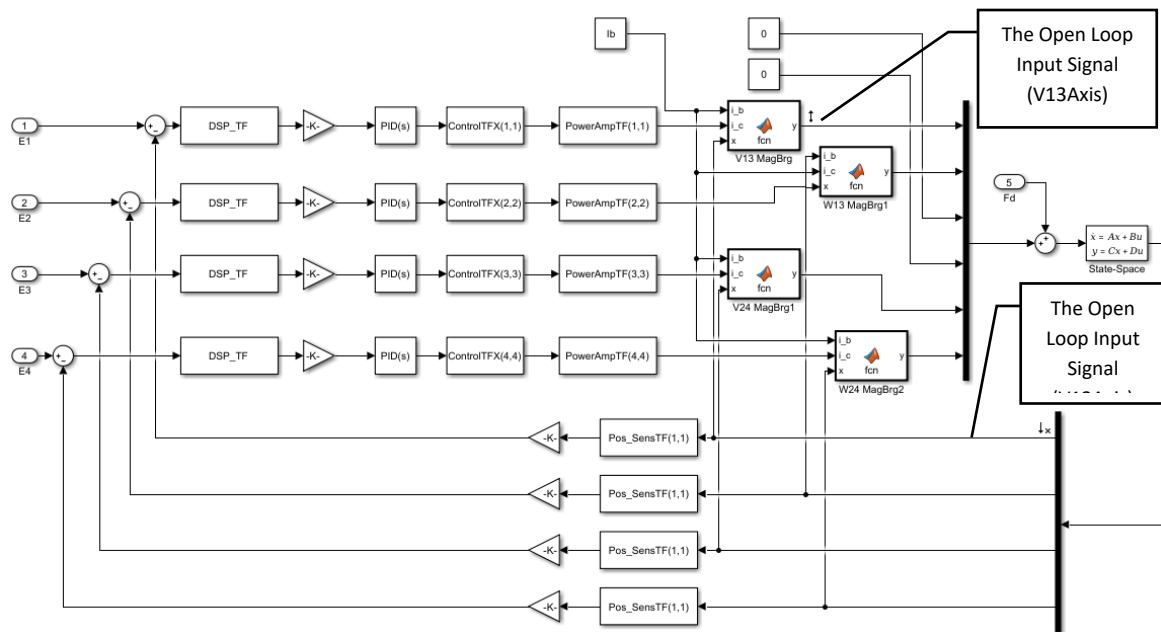 Ib
0
0
The Open Loop
Input Signal
(V13Axis)
1
E1
DSP_TF
-K-
PID(s)
ControlTFX(1,1)
PowerAmpTF(1,1)
i_b
i_c
x
fcn
y
V13 MagBrg
2
E2
DSP_TF
-K-
PID(s)
ControlTFX(2,2)
PowerAmpTF(2,2)
i_b
i_c
x
fcn
y
W13 MagBrg1
5
Fd
3
E3
DSP_TF
-K-
PID(s)
ControlTFX(3,3)
PowerAmpTF(3,3)
i_b
i_c
x
fcn
y
V24 MagBrg1
ẋ = Ax + Bu
y = Cx + Du
State-Space
4
E4
DSP_TF
-K-
PID(s)
ControlTFX(4,4)
PowerAmpTF(4,4)
i_b
i_c
x
fcn
y
W24 MagBrg2
The Open
Loop Input
Signal
-K-
Pos_SensTF(1,1)
-K-
Pos_SensTF(1,1)
-K-
Pos_SensTF(1,1)
-K-
Pos_SensTF(1,1)